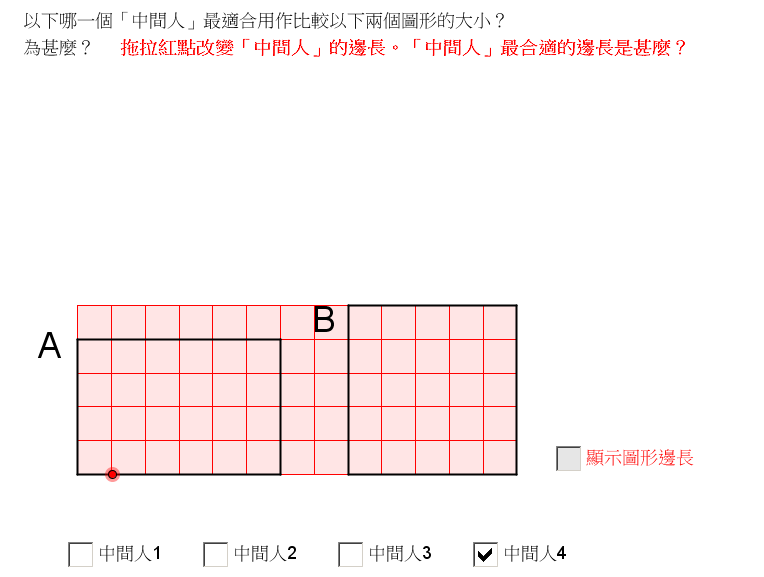 以下哪一個「中間人」最適合用作比較以下兩個圖形的大小？
為甚麼？ 拖拉紅點改變「中間人」的邊長。「中間人」最合適的邊長是甚麼？
B
A
顯示圖形邊長
中間人1 中間人2 中間人3 中間人4